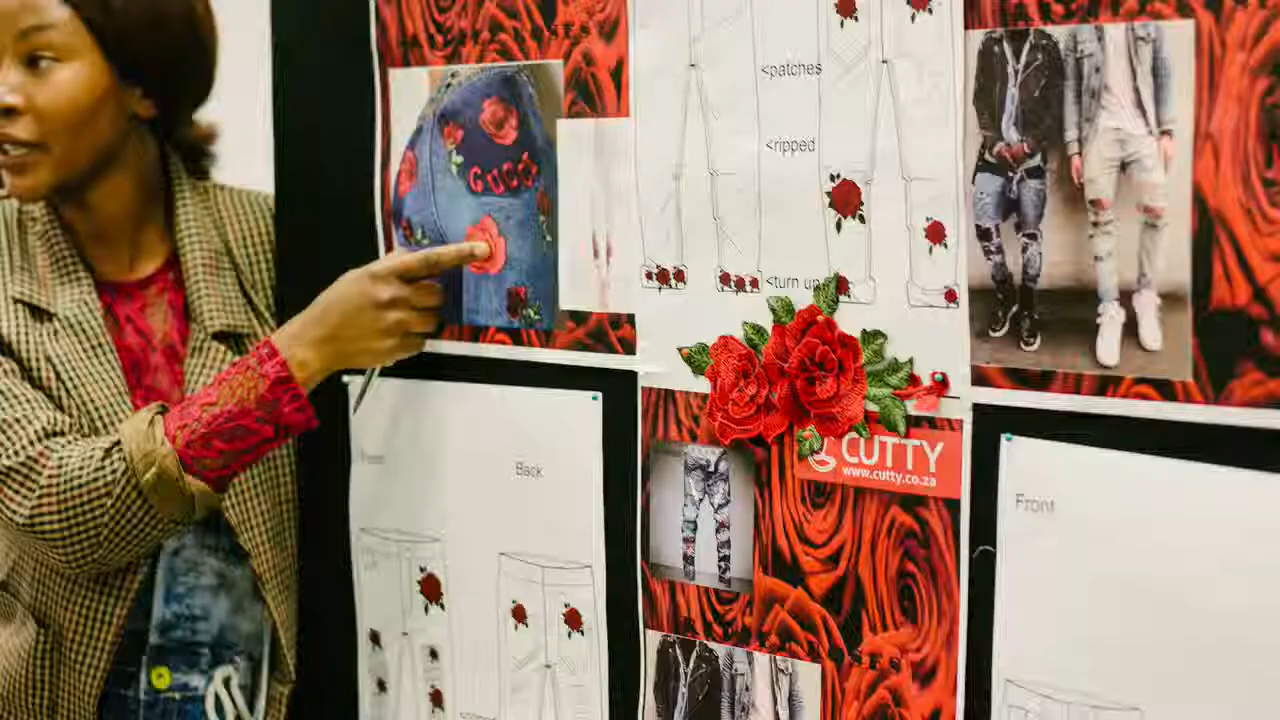 <patches
<ripped
<turn up
GUCCI
CUTTY
www.cutty.co.za
Back
Front